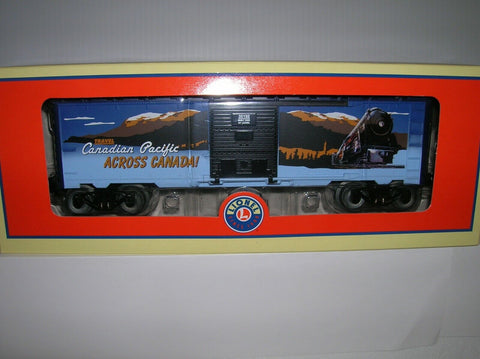 TRAVEL
Canadian Pacific
ACROSS CANADA!
LIONEL
L